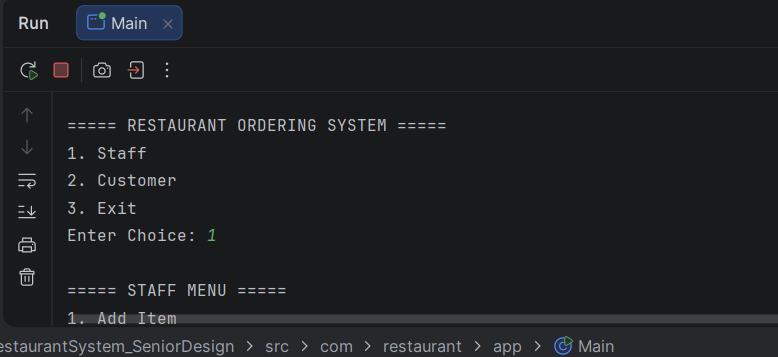 Run Main
===== RESTAURANT ORDERING SYSTEM =====
1. Staff
2. Customer
3. Exit
Enter Choice: 1
===== STAFF MENU =====
1. Add Item
estaurantSystem_SeniorDesign > src > com > restaurant > app > Main